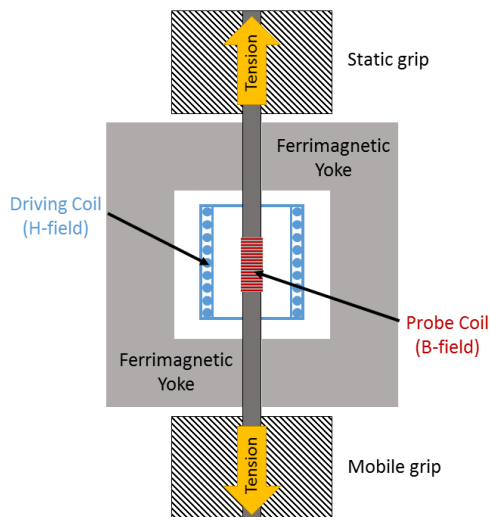 Tension
Static grip
Ferrimagnetic
Yoke
Driving Coil
(H-field)
Probe Coil
(B-field)
Ferrimagnetic
Yoke
Tension
Mobile grip